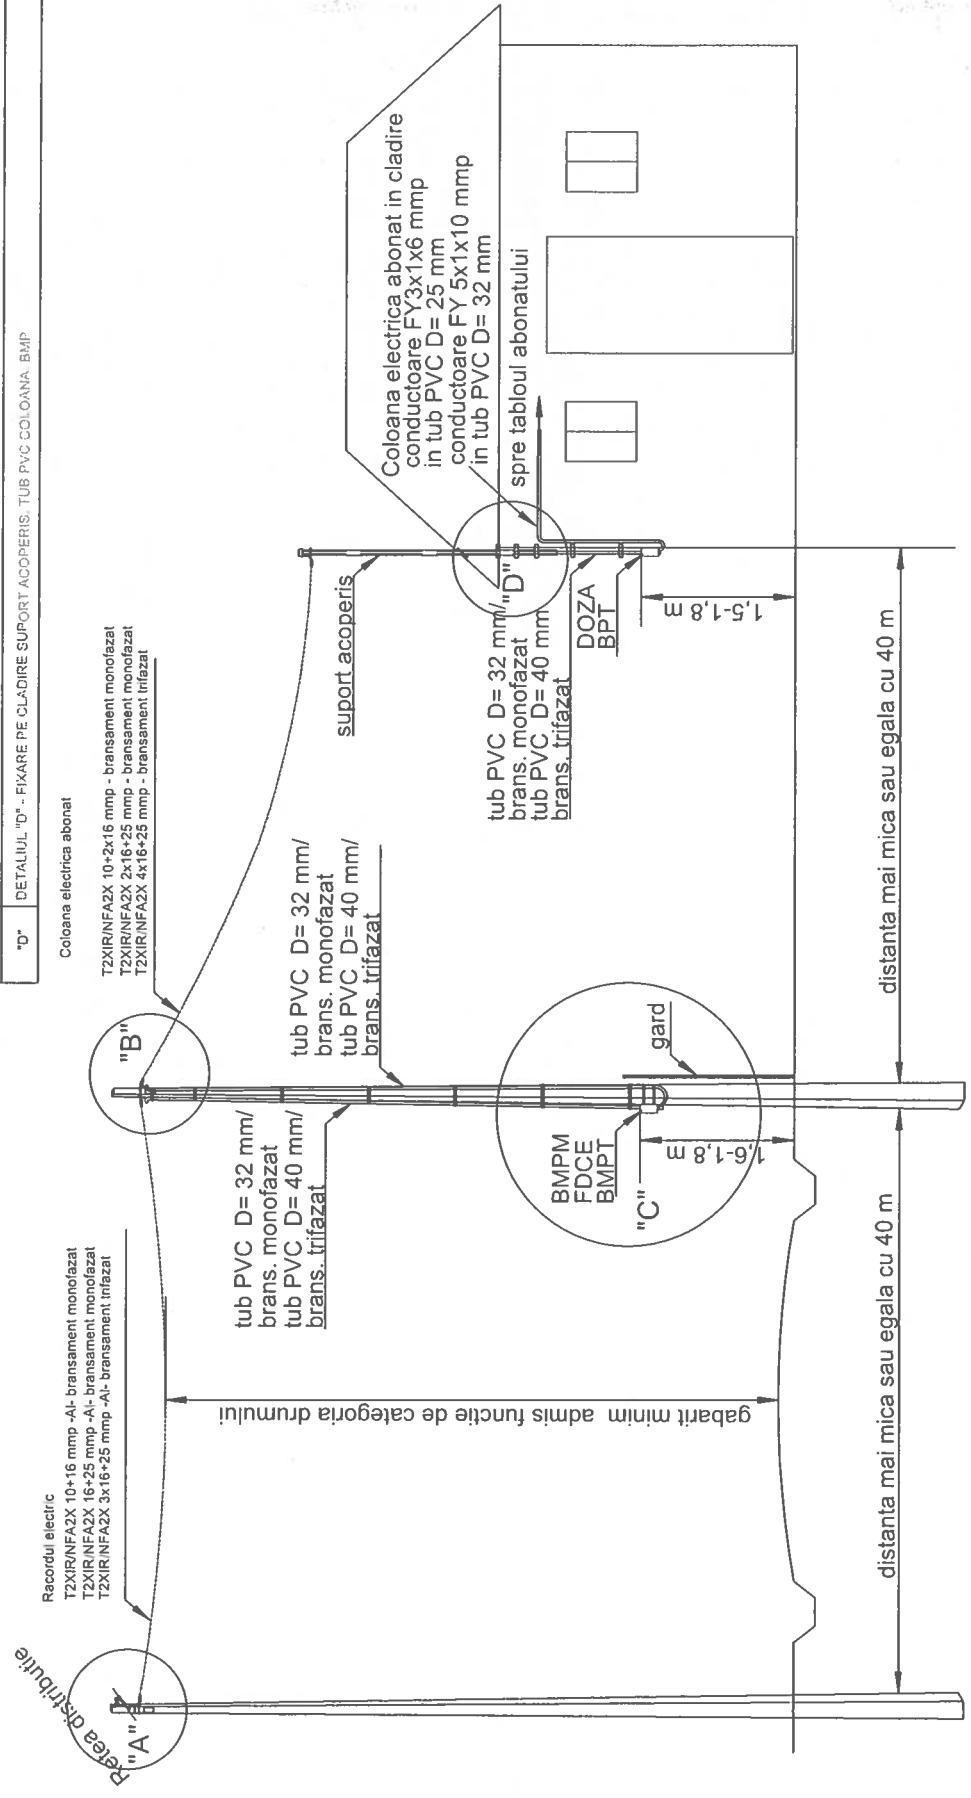 "D" DETALIUL "D" - FIXARE PE CLADIRE SUPORT ACOPERIS, TUB PVC COLOANA, BMP
Retea distributie
"A"
Racordul electric
T2XIR/NFA2X 10+16 mmp -Al- bransament monofazat
T2XIR/NFA2X 16+25 mmp -Al- bransament monofazat
T2XIR/NFA2X 3x16+25 mmp -Al- bransament trifazat
"B"
Coloana electrica abonat
T2XIR/NFA2X 10+2x16 mmp - bransament monofazat
T2XIR/NFA2X 2x16+25 mmp - bransament monofazat
T2XIR/NFA2X 4x16+25 mmp - bransament trifazat
gabarit minim admis functie de categoria drumului
tub PVC D= 32 mm/
brans. monofazat
tub PVC D= 40 mm/
brans. trifazat
tub PVC D= 32 mm/
brans. monofazat
tub PVC D= 40 mm/
brans. trifazat
suport acoperis
Coloana electrica abonat in cladire
conductoare FY3x1x6 mmp
in tub PVC D= 25 mm
conductoare FY 5x1x10 mmp
in tub PVC D= 32 mm
spre tabloul abonatului
"D"
tub PVC D= 32 mm/
brans. monofazat
tub PVC D= 40 mm
brans. trifazat
DOZA
BPT
1,5-1,8 m
BMPM
FDCE
BMPT
"C"
1,6-1,8 m
gard
distanta mai mica sau egala cu 40 m
distanta mai mica sau egala cu 40 m